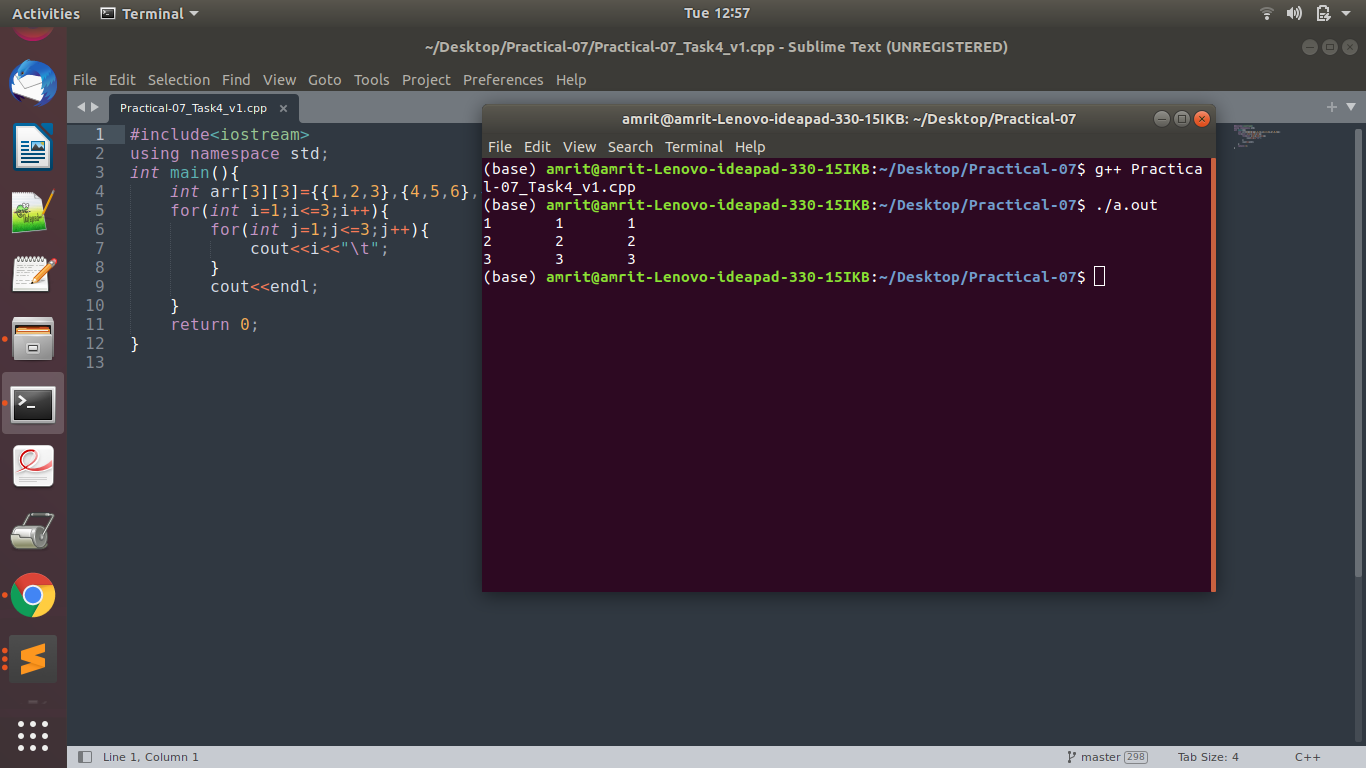 Activities Terminal Tue 12:57
~/Desktop/Practical-07/Practical-07_Task4_v1.cpp - Sublime Text (UNREGISTERED)
File Edit Selection Find View Goto Tools Project Preferences Help
Practical-07_Task4_v1.cpp ×
1 #include<iostream>
2 using namespace std;
3 int main(){
4 int arr[3][3]={{1,2,3},{4,5,6},
5 for(int i=1;i<=3;i++){
6 for(int j=1;j<=3;j++){
7 cout<<i<<"\t";
8 }
9 cout<<endl;
10 }
11 return 0;
12 }
13
amrit@amrit-Lenovo-ideapad-330-15IKB: ~/Desktop/Practical-07
File Edit View Search Terminal Help
(base) amrit@amrit-Lenovo-ideapad-330-15IKB:~/Desktop/Practical-07$ g++ Practica
l-07_Task4_v1.cpp
(base) amrit@amrit-Lenovo-ideapad-330-15IKB:~/Desktop/Practical-07$ ./a.out
1 1 1
2 2 2
3 3 3
(base) amrit@amrit-Lenovo-ideapad-330-15IKB:~/Desktop/Practical-07$
Line 1, Column 1 master 298 Tab Size: 4 C++